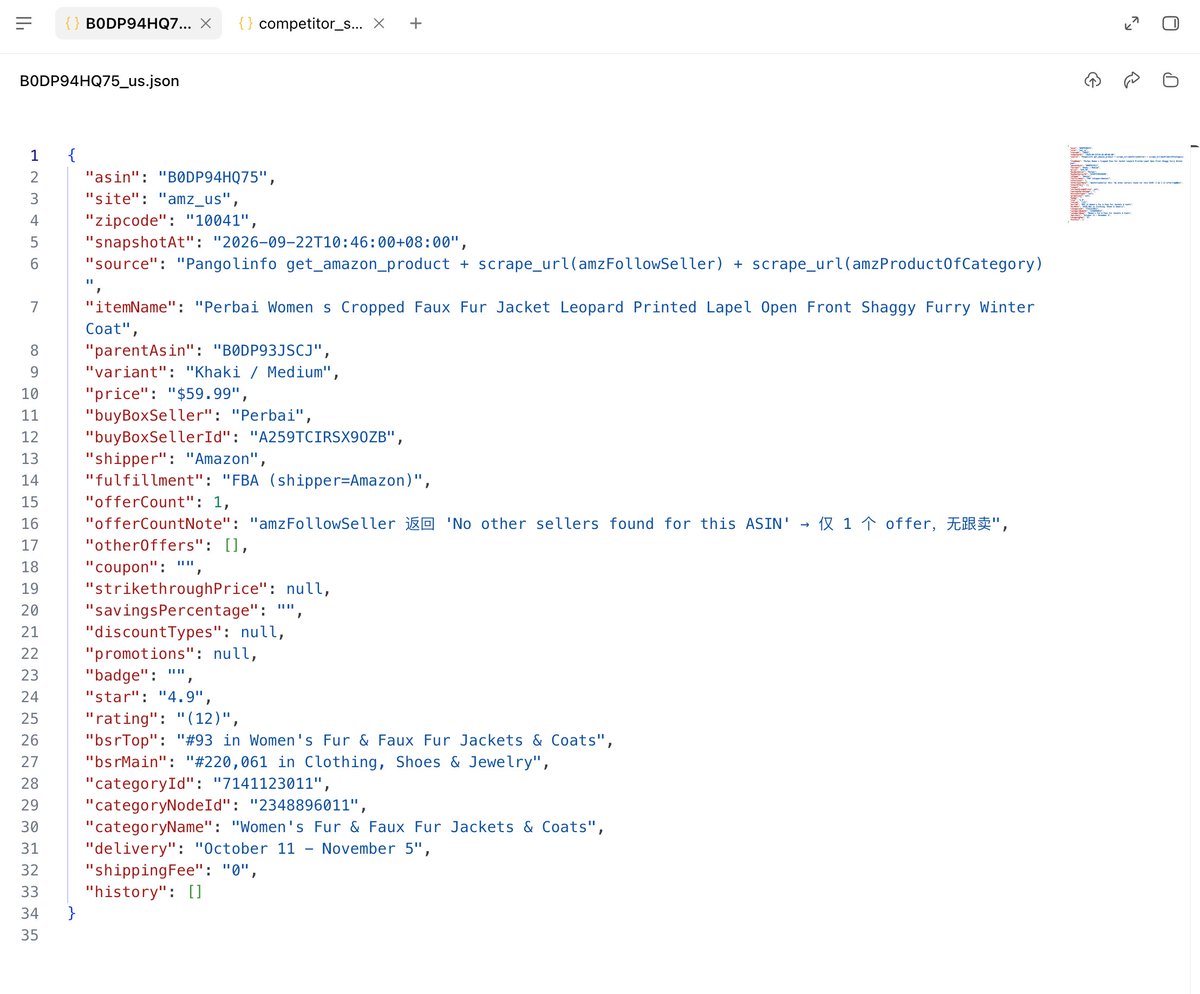 {} B0DP94HQ7... × {} competitor_s... × +
B0DP94HQ75_us.json
1 {
2 "asin": "B0DP94HQ75",
3 "site": "amz_us",
4 "zipcode": "10041",
5 "snapshotAt": "2026-09-22T10:46:00+08:00",
6 "source": "Pangolinfo get_amazon_product + scrape_url(amzFollowSeller) + scrape_url(amzProductOfCategory)
",
7 "itemName": "Perbai Women s Cropped Faux Fur Jacket Leopard Printed Lapel Open Front Shaggy Furry Winter
Coat",
8 "parentAsin": "B0DP93JSCJ",
9 "variant": "Khaki / Medium",
10 "price": "$59.99",
11 "buyBoxSeller": "Perbai",
12 "buyBoxSellerId": "A259TCIRSX9OZB",
13 "shipper": "Amazon",
14 "fulfillment": "FBA (shipper=Amazon)",
15 "offerCount": 1,
16 "offerCountNote": "amzFollowSeller 返回 'No other sellers found for this ASIN' → 仅 1 个 offer，无跟卖",
17 "otherOffers": [],
18 "coupon": "",
19 "strikethroughPrice": null,
20 "savingsPercentage": "",
21 "discountTypes": null,
22 "promotions": null,
23 "badge": "",
24 "star": "4.9",
25 "rating": "(12)",
26 "bsrTop": "#93 in Women's Fur & Faux Fur Jackets & Coats",
27 "bsrMain": "#220,061 in Clothing, Shoes & Jewelry",
28 "categoryId": "7141123011",
29 "categoryNodeId": "2348896011",
30 "categoryName": "Women's Fur & Faux Fur Jackets & Coats",
31 "delivery": "October 11 – November 5",
32 "shippingFee": "0",
33 "history": []
34 }
35